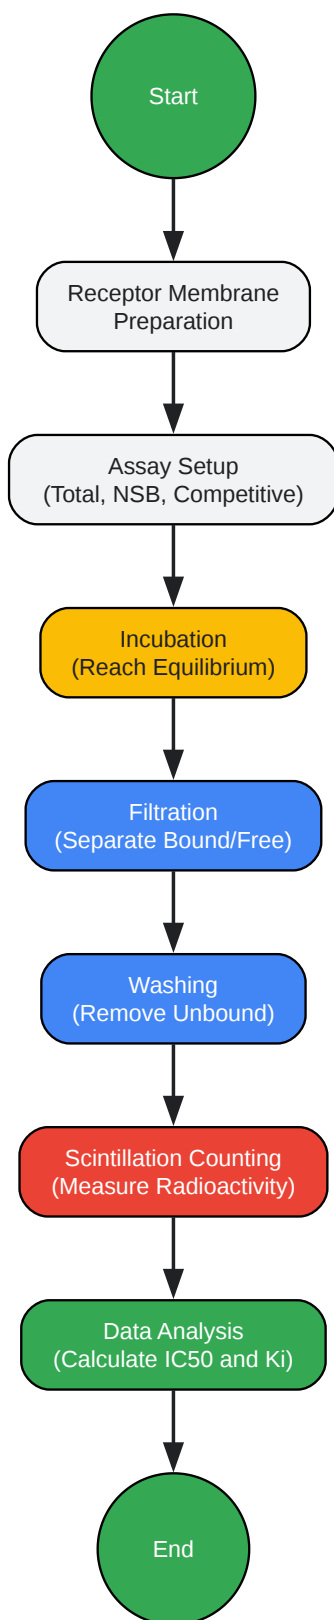 Start
Receptor Membrane
Preparation
Assay Setup
(Total, NSB, Competitive)
Incubation
(Reach Equilibrium)
Filtration
(Separate Bound/Free)
Washing
(Remove Unbound)
Scintillation Counting
(Measure Radioactivity)
Data Analysis
(Calculate IC50 and Ki)
End